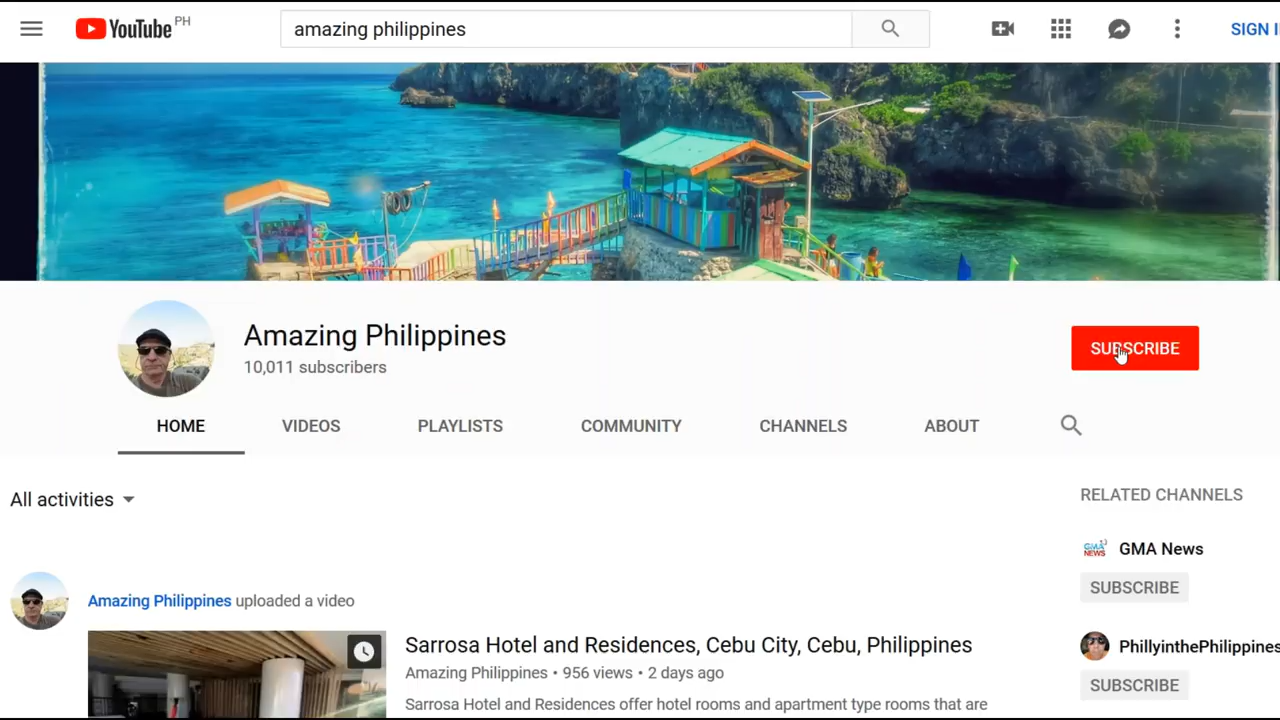 YouTube PH
amazing philippines
SIGN I
Amazing Philippines
10,011 subscribers
SUBSCRIBE
HOME
VIDEOS
PLAYLISTS
COMMUNITY
CHANNELS
ABOUT
All activities
RELATED CHANNELS
GMA NEWS
GMA News
SUBSCRIBE
Amazing Philippines uploaded a video
PhillyinthePhilippines
SUBSCRIBE
Sarrosa Hotel and Residences, Cebu City, Cebu, Philippines
Amazing Philippines • 956 views • 2 days ago
Sarrosa Hotel and Residences offer hotel rooms and apartment type rooms that are